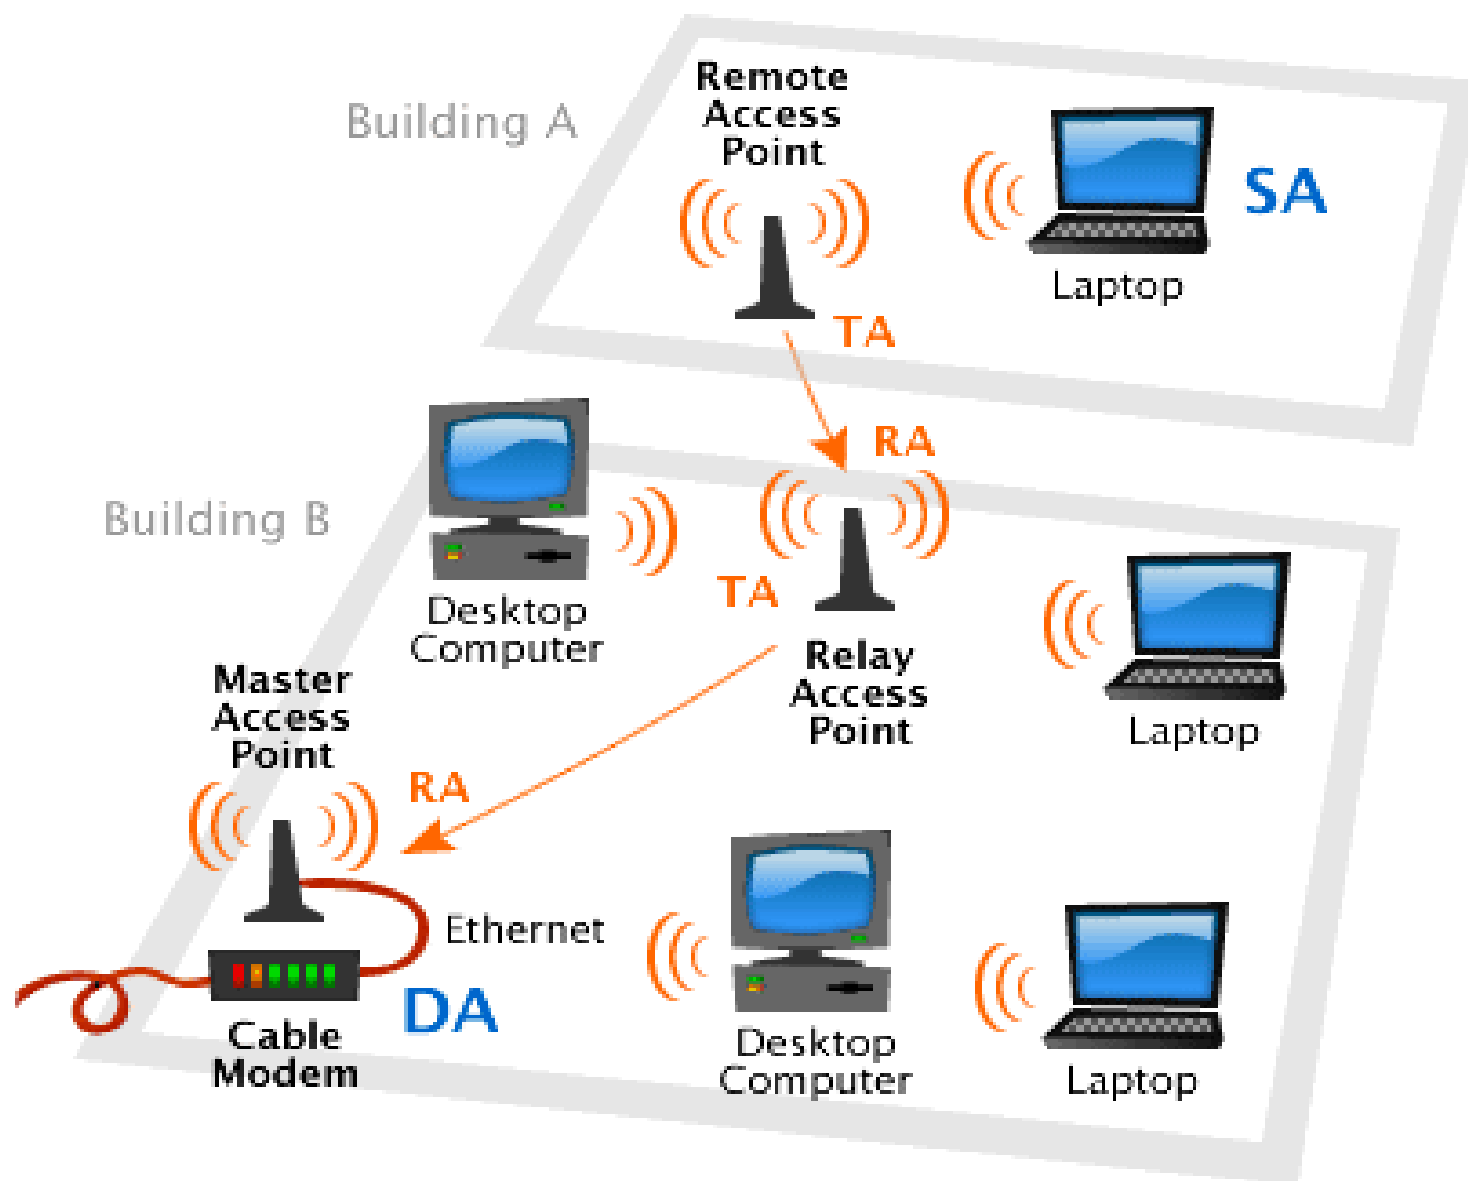 Remote
Access
Point
Building A
SA
Laptop
TA
RA
Building B
Desktop
Computer
TA
Relay
Access
Point
Laptop
Master
Access
Point
RA
Ethernet
DA
Cable
Modem
Desktop
Computer
Laptop